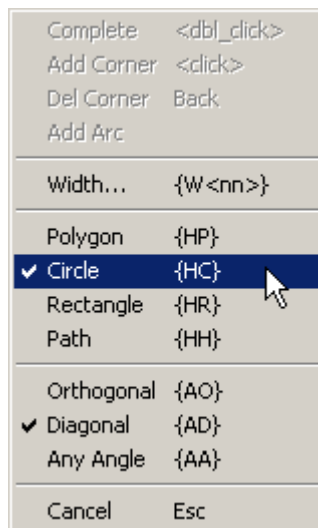 Complete <dbl_click>
Add Corner <click>
Del Corner Back
Add Arc
Width... {W<nn>}
Polygon {HP}
Circle {HC}
Rectangle {HR}
Path {HH}
Orthogonal {AO}
Diagonal {AD}
Any Angle {AA}
Cancel Esc